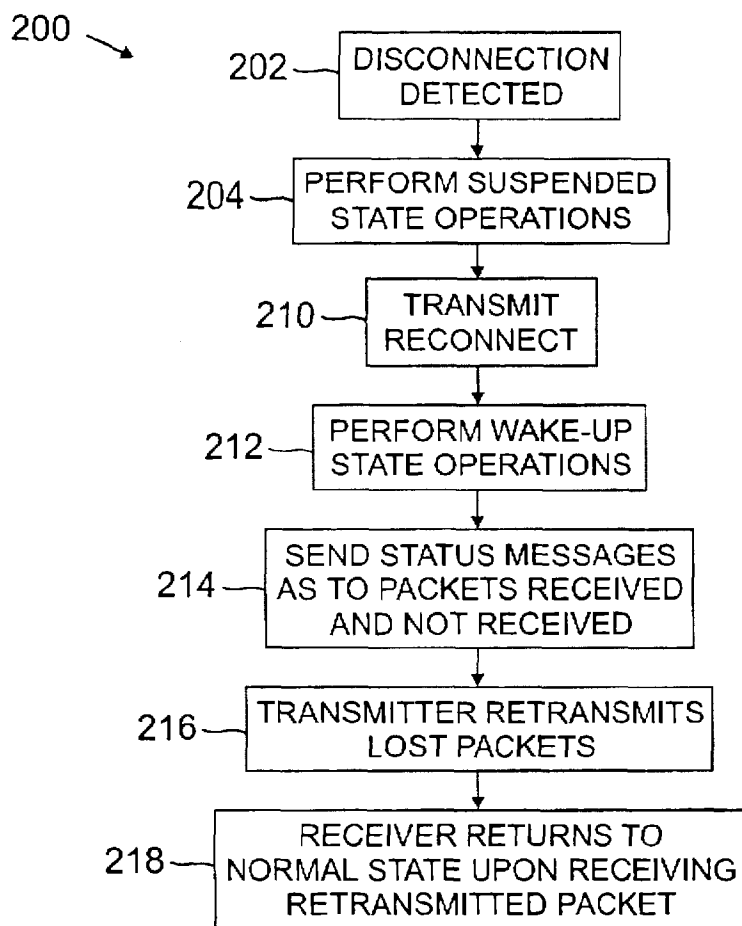 200
202
DISCONNECTION
DETECTED
204
PERFORM SUSPENDED
STATE OPERATIONS
210
TRANSMIT
RECONNECT
212
PERFORM WAKE-UP
STATE OPERATIONS
214
SEND STATUS MESSAGES
AS TO PACKETS RECEIVED
AND NOT RECEIVED
216
TRANSMITTER RETRANSMITS
LOST PACKETS
218
RECEIVER RETURNS TO
NORMAL STATE UPON RECEIVING
RETRANSMITTED PACKET